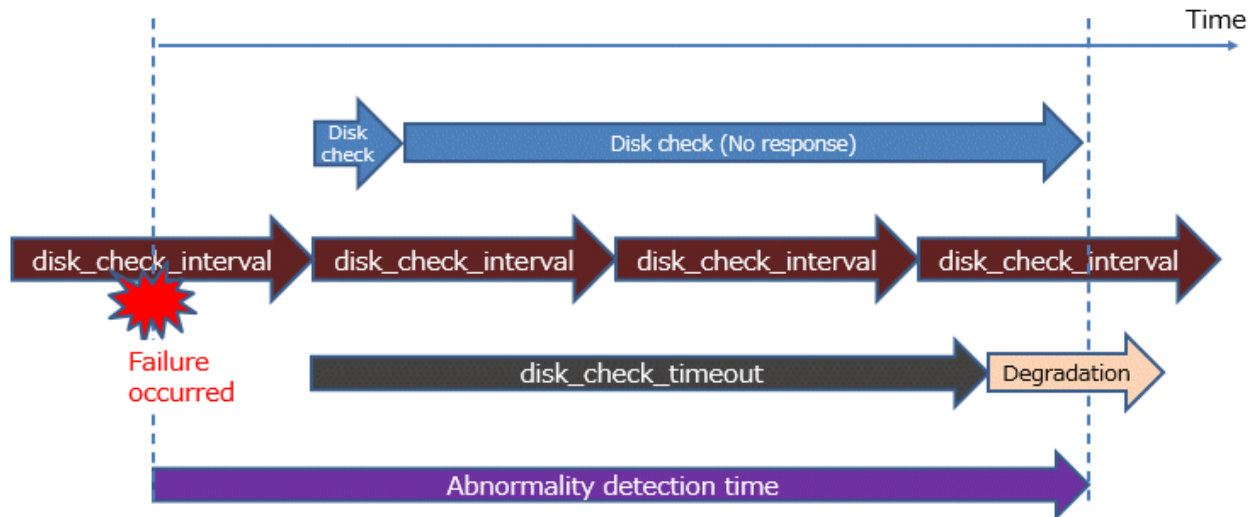 Time
Disk
check
Disk check (No response)
disk_check_interval
disk_check_interval
disk_check_interval
disk_check_interval
Failure
occurred
disk_check_timeout
Degradation
Abnormality detection time